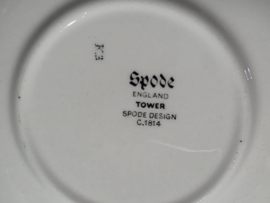 Spode
ENGLAND
TOWER
SPODE DESIGN
C.1814